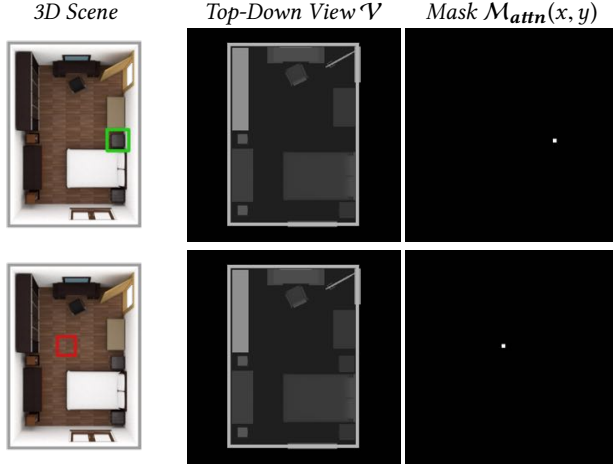 3D Scene Top-Down View 𝒱 Mask ℳattn(x, y)